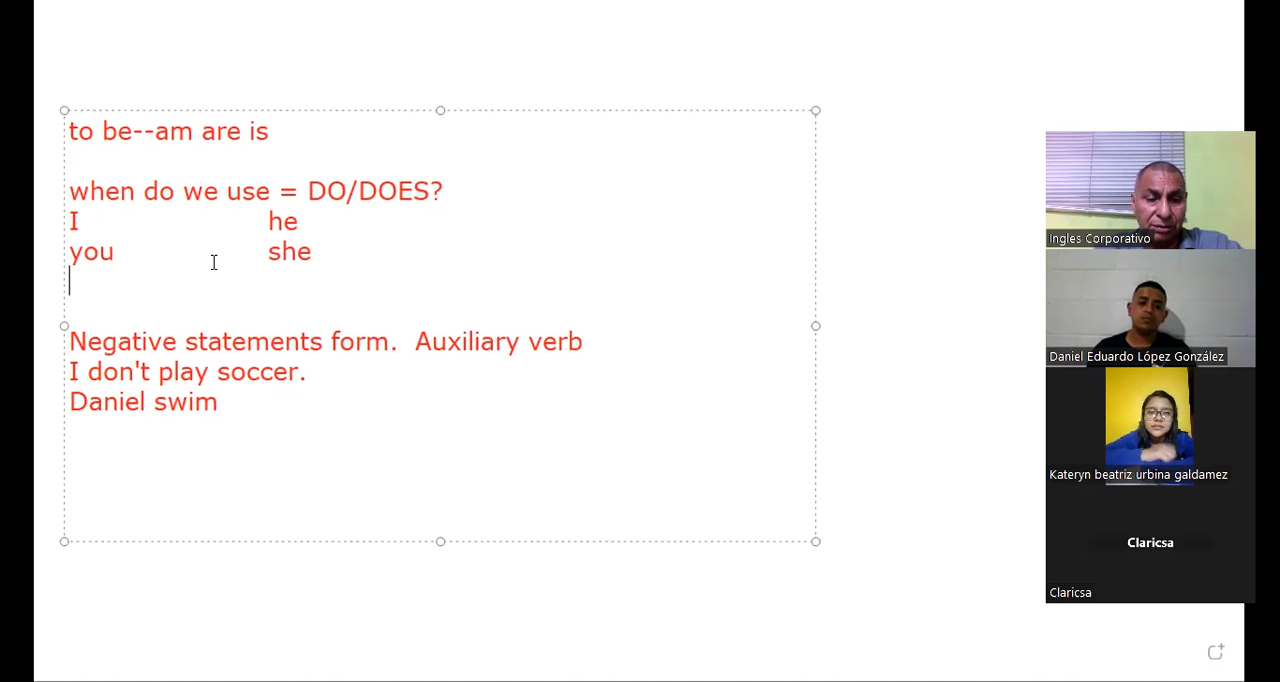 to be--am are is
when do we use = DO/DOES?
I he
you she
Negative statements form. Auxiliary verb
I don't play soccer.
Daniel swim
Ingles Corporativo
Daniel Eduardo López González
Kateryn beatriz urbina galdamez
Claricsa
Claricsa